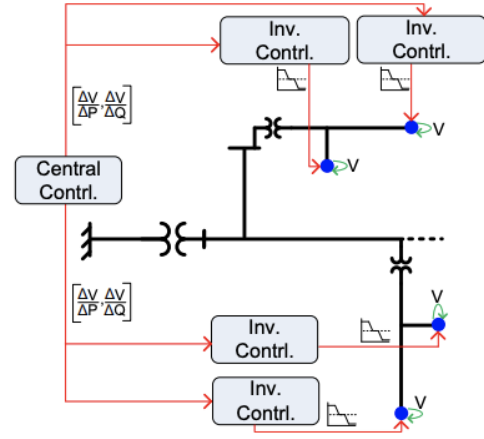 Inv.
Contrl.
Inv.
Contrl.
[ΔV/ΔP, ΔV/ΔQ]
V
V
Central
Contrl.
[ΔV/ΔP, ΔV/ΔQ]
V
Inv.
Contrl.
Inv.
Contrl.
V